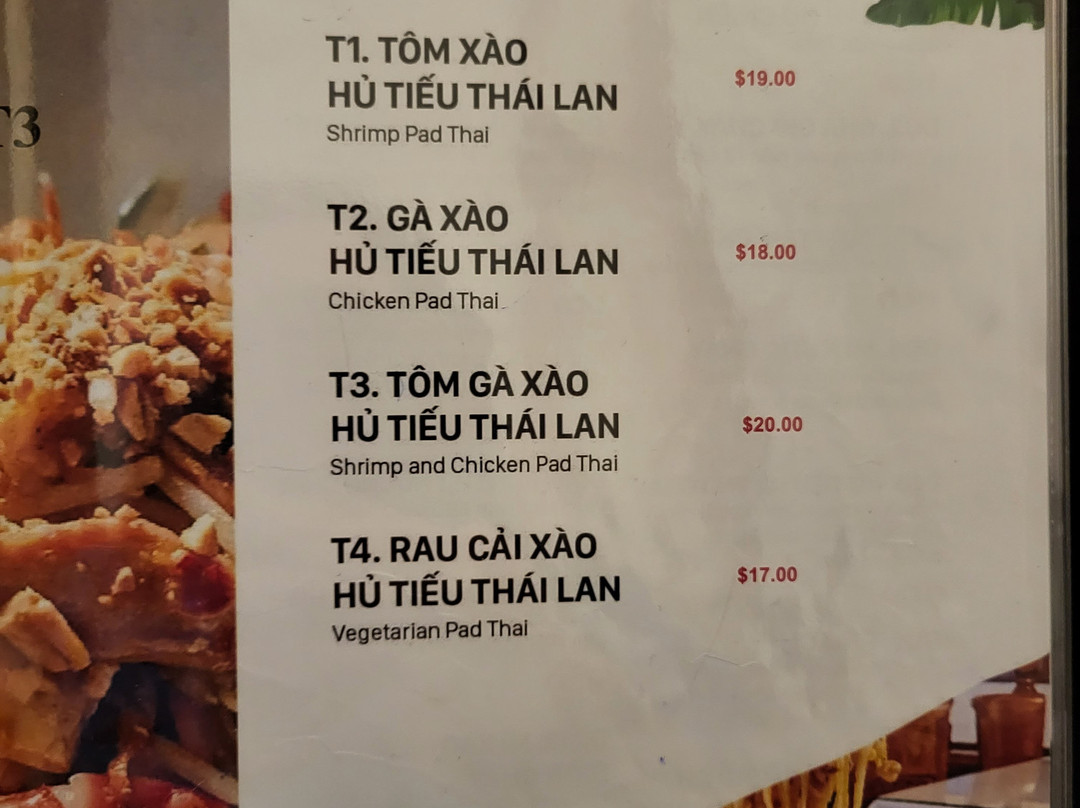 T3
T1. TÔM XÀO
HỦ TIẾU THÁI LAN
$19.00
Shrimp Pad Thai
T2. GÀ XÀO
HỦ TIẾU THÁI LAN
$18.00
Chicken Pad Thai
T3. TÔM GÀ XÀO
HỦ TIẾU THÁI LAN
$20.00
Shrimp and Chicken Pad Thai
T4. RAU CẢI XÀO
HỦ TIẾU THÁI LAN
$17.00
Vegetarian Pad Thai